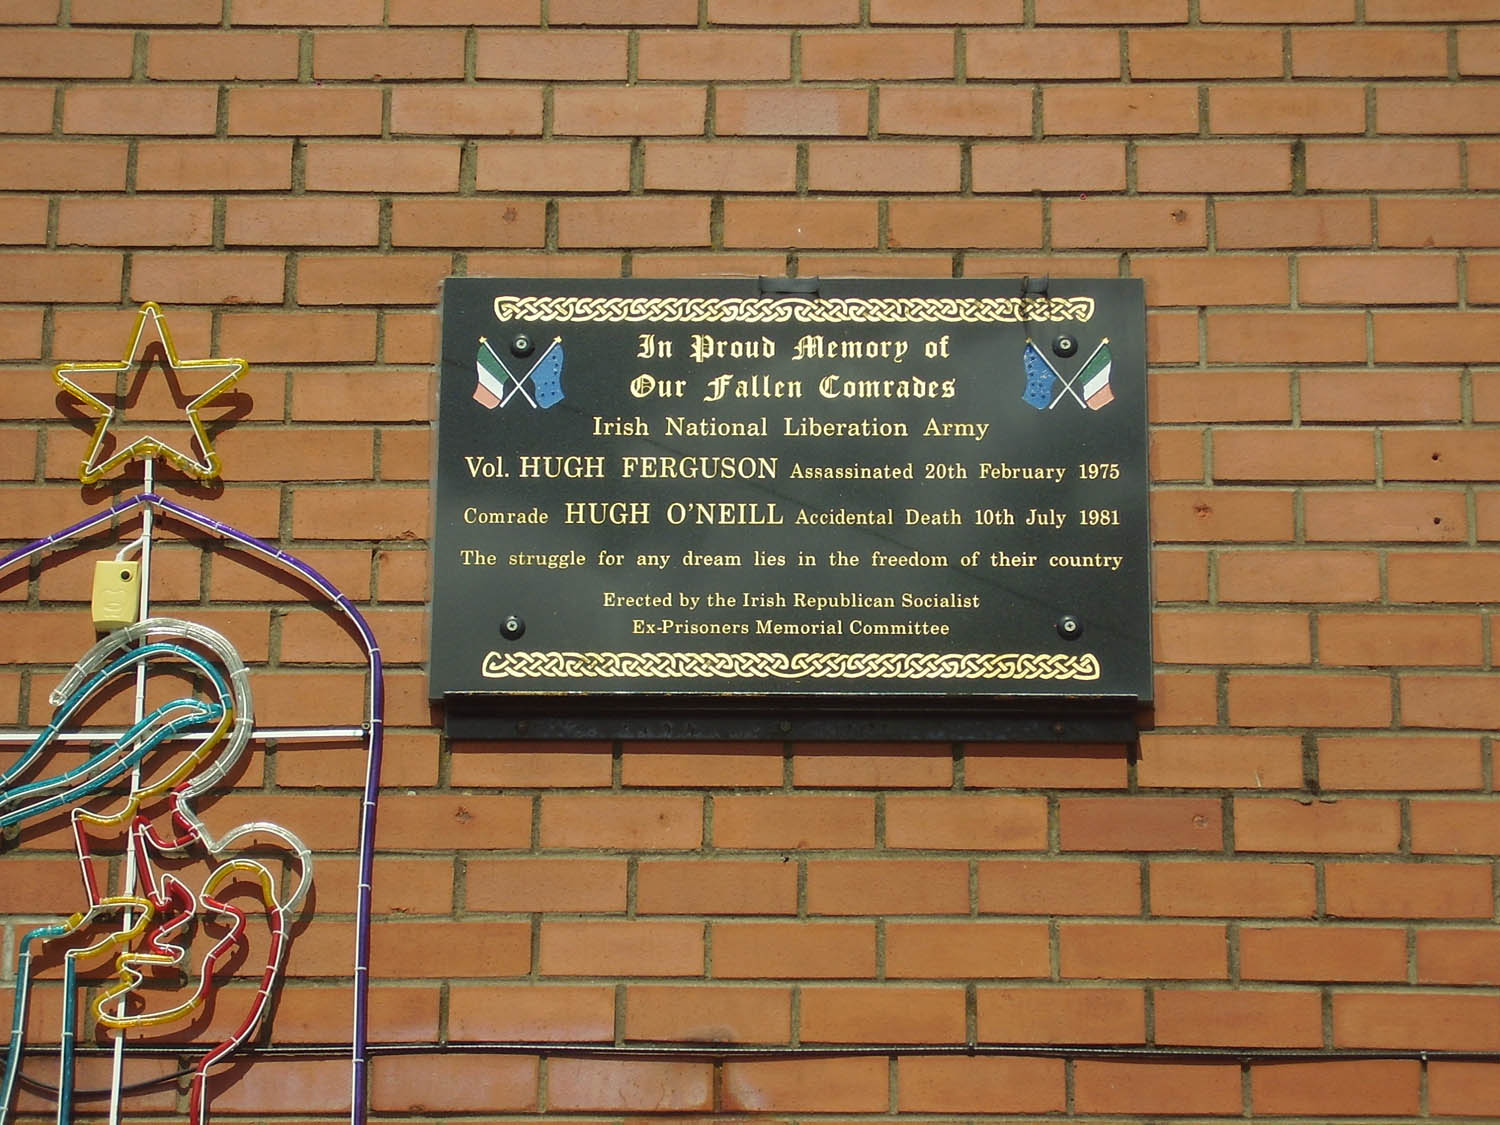 In Proud Memory of
Our Fallen Comrades
Irish National Liberation Army
Vol. HUGH FERGUSON Assassinated 20th February 1975
Comrade HUGH O'NEILL Accidental Death 10th July 1981
The struggle for any dream lies in the freedom of their country
Erected by the Irish Republican Socialist
Ex-Prisoners Memorial Committee